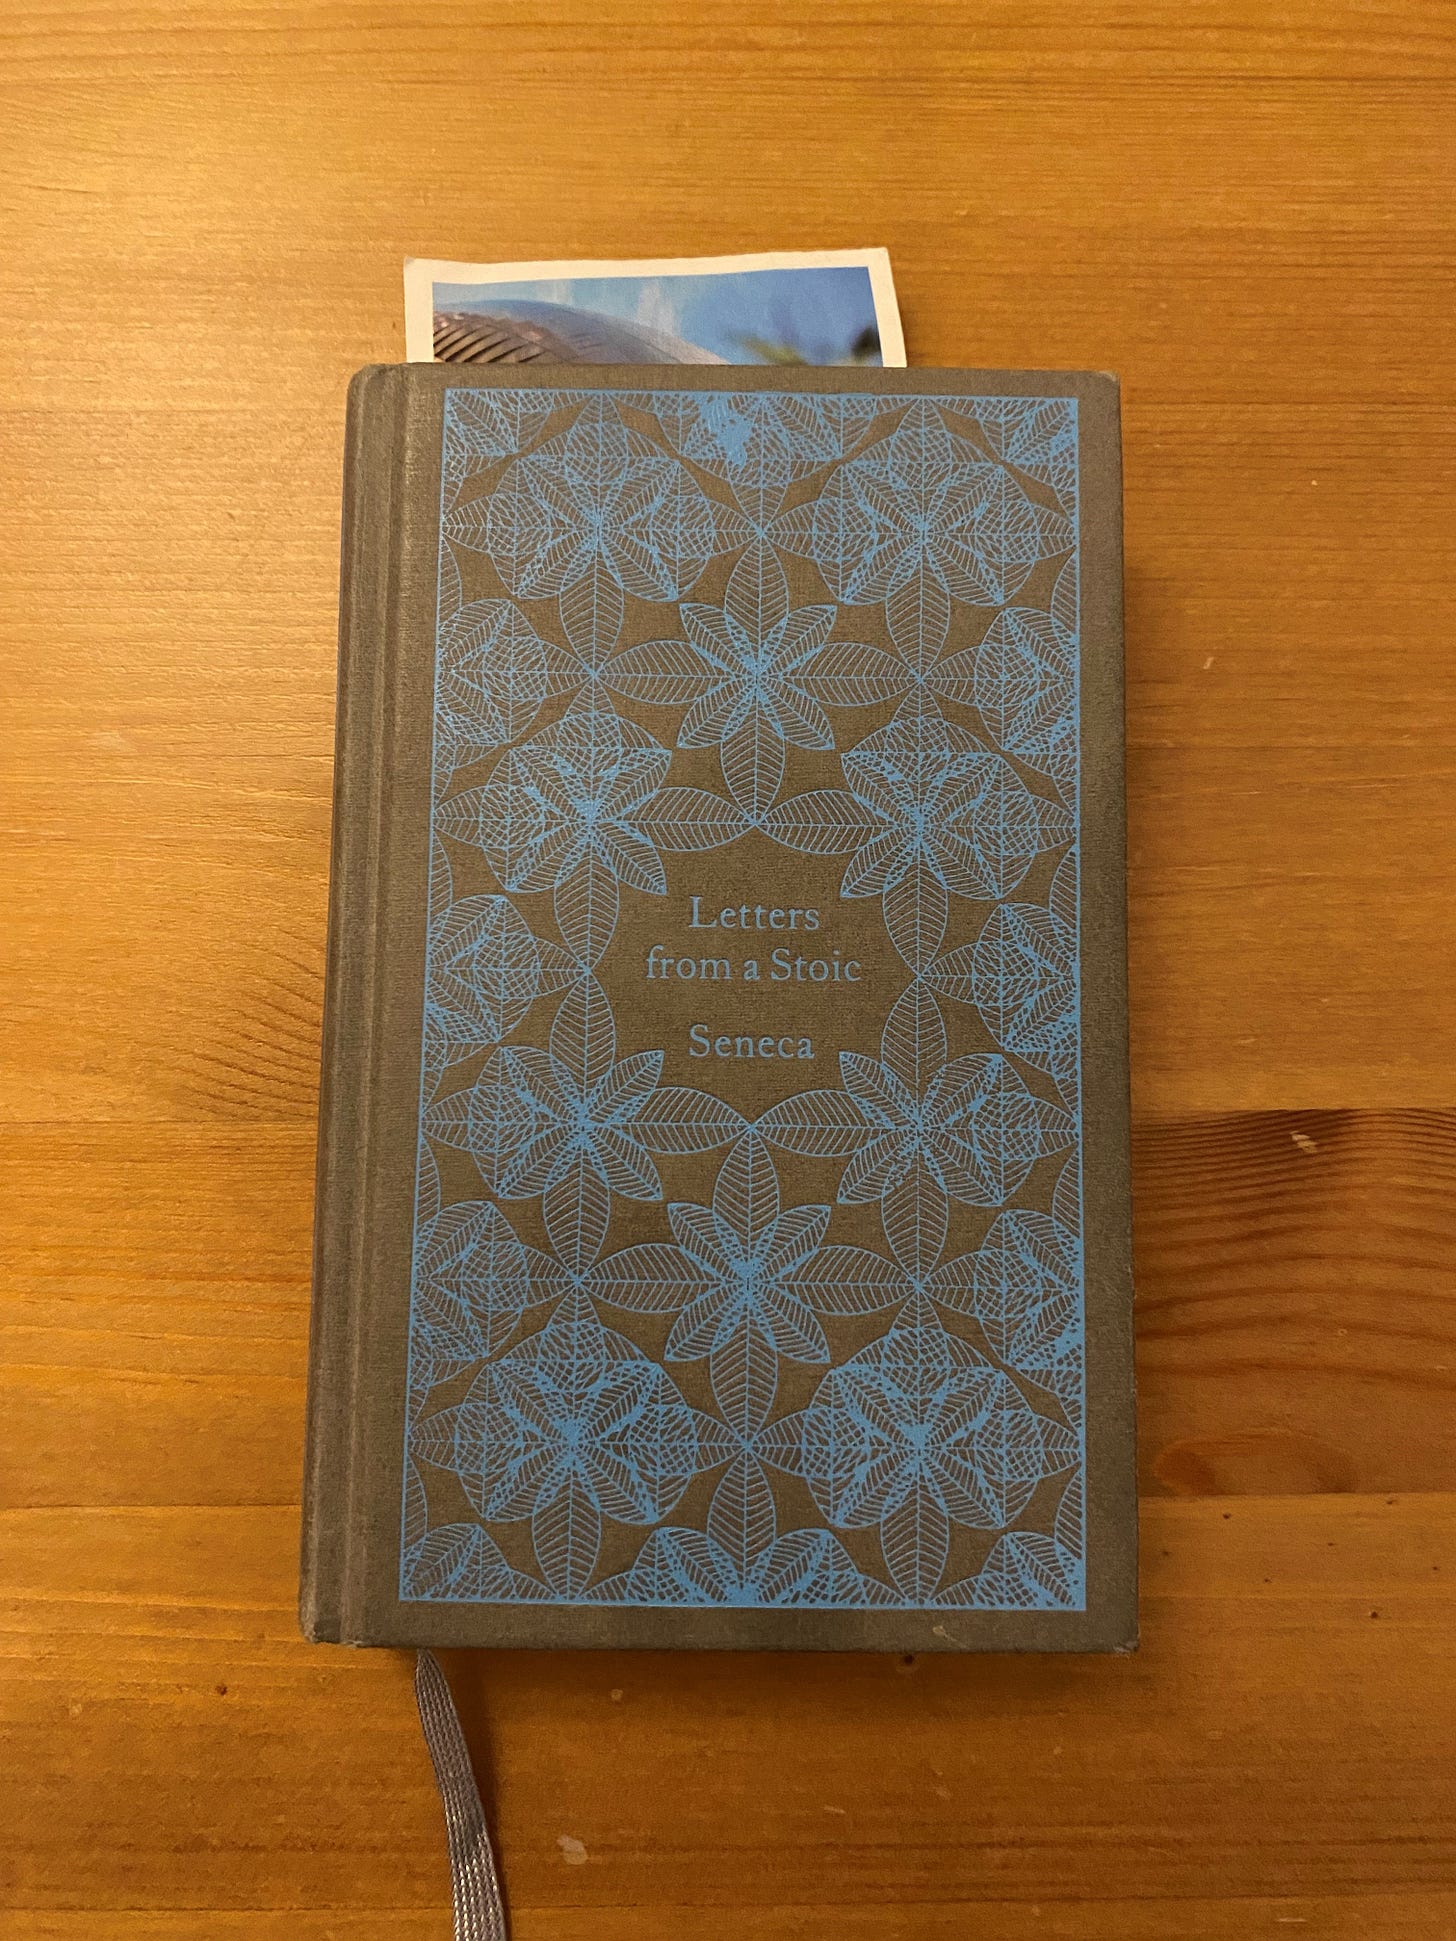 Letters
from a Stoic
Seneca